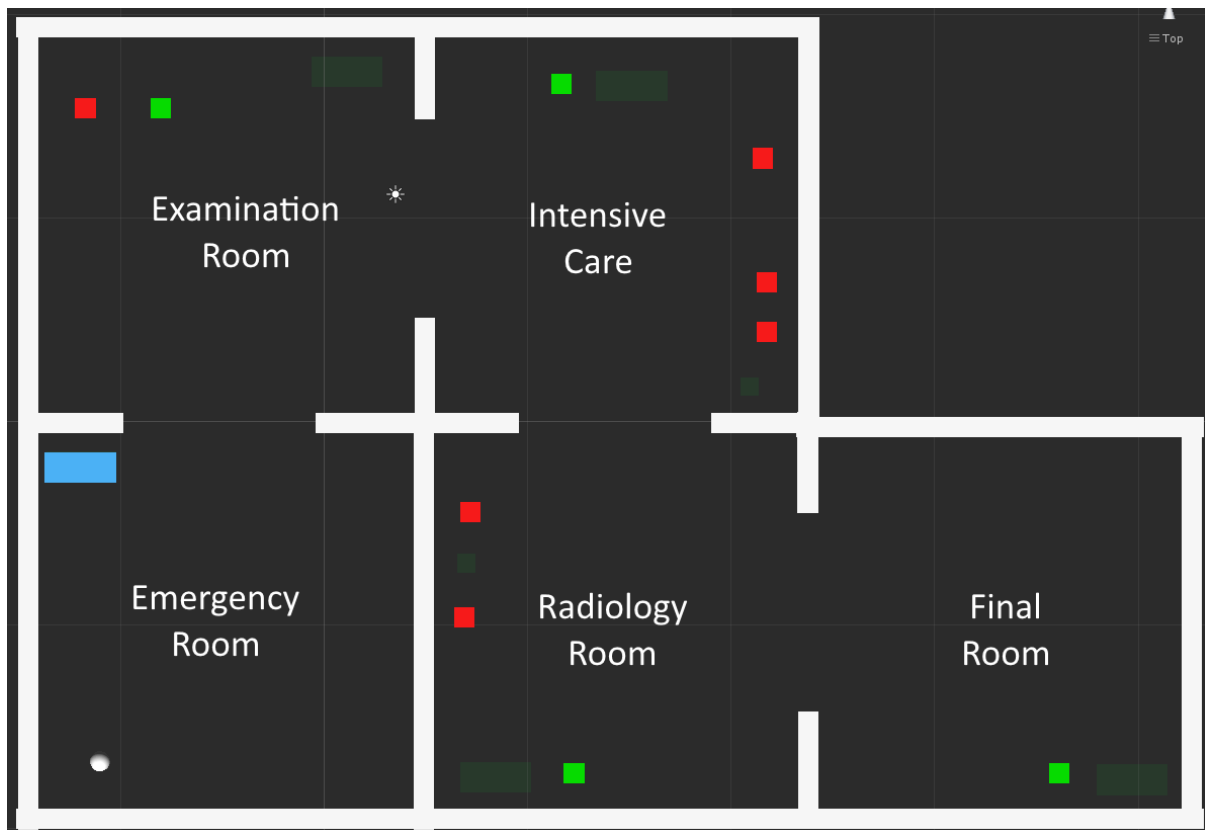 Top
Examination
Room
Intensive
Care
Emergency
Room
Radiology
Room
Final
Room